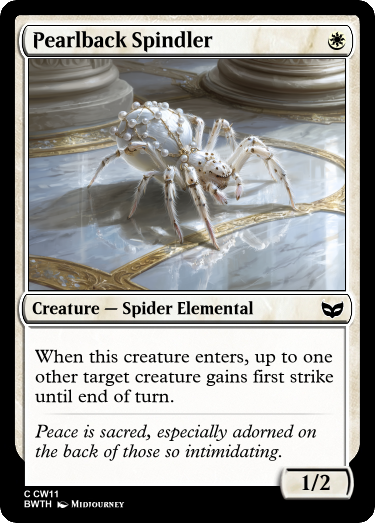 Pearlback Spindler
Creature — Spider Elemental
When this creature enters, up to one
other target creature gains first strike
until end of turn.
Peace is sacred, especially adorned on
the back of those so intimidating.
1/2
C CW11
BWTH Midjourney